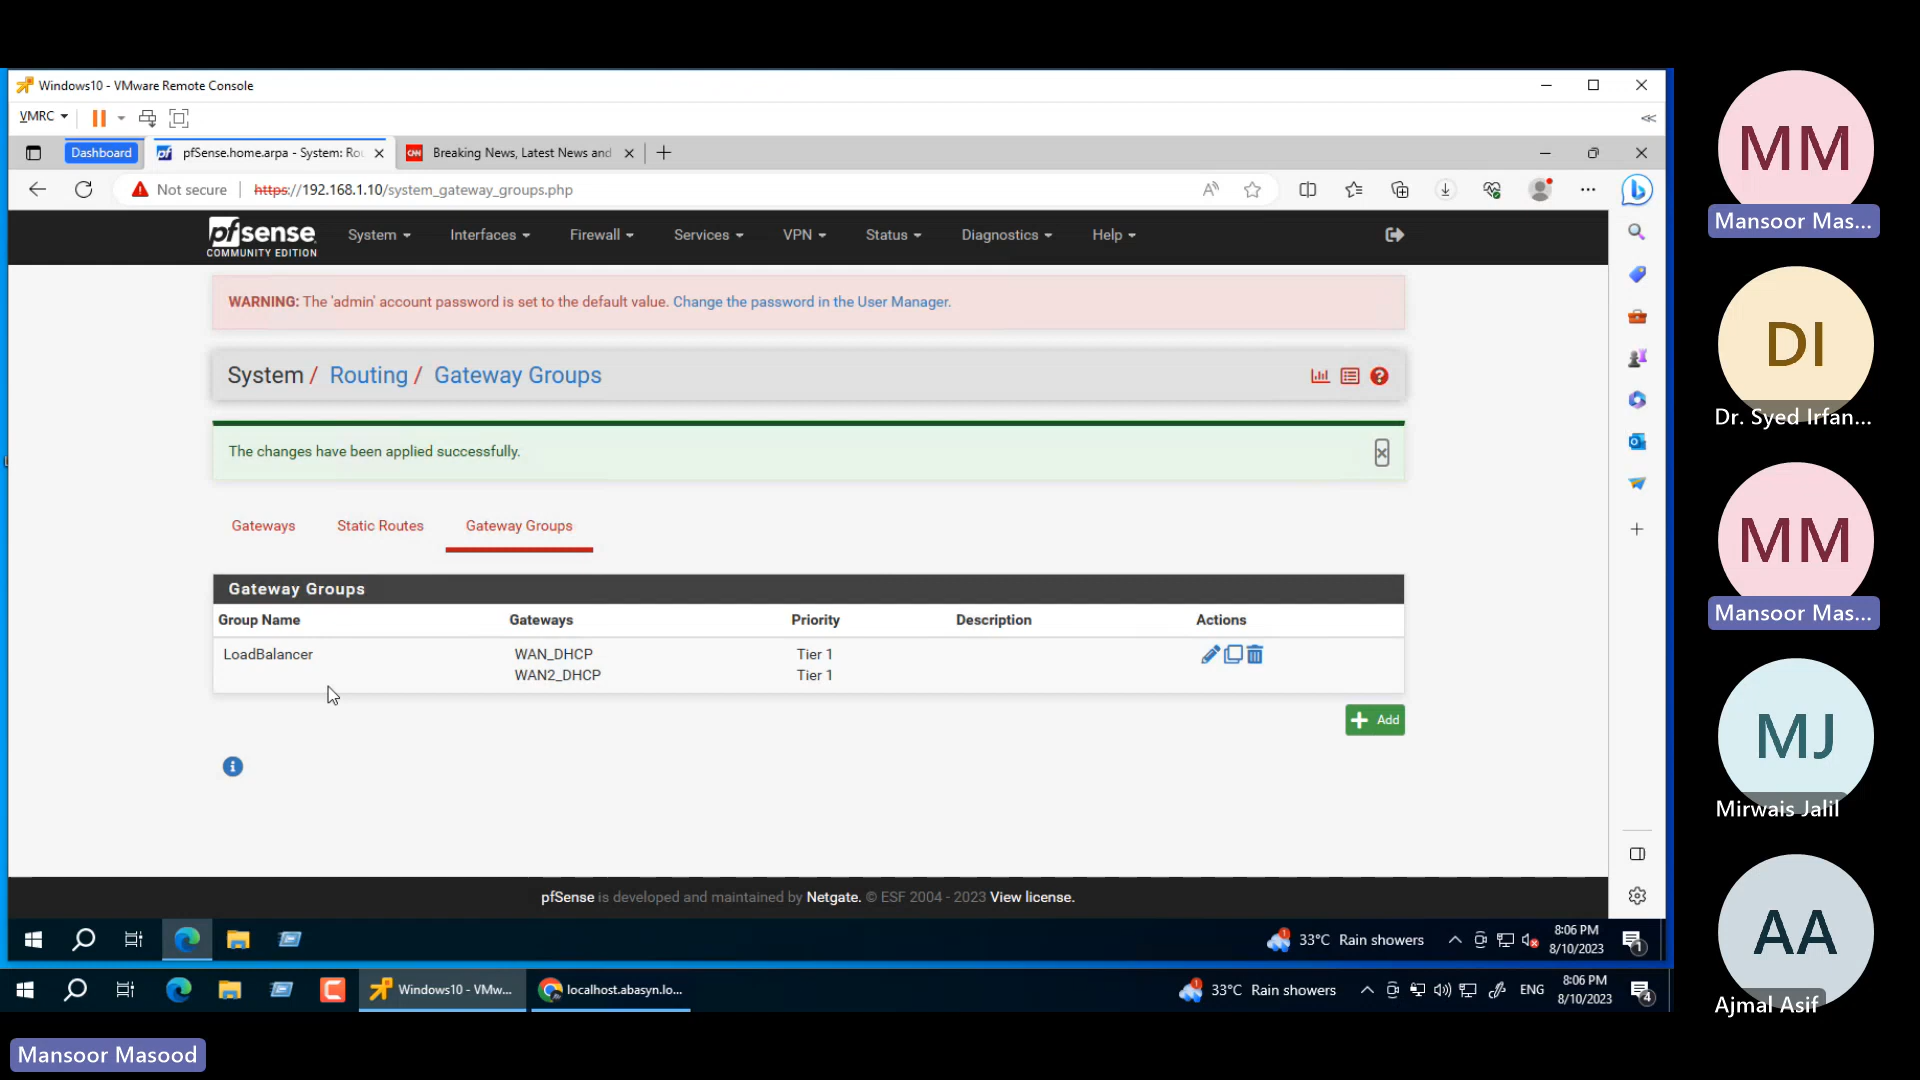 Windows10 - VMware Remote Console
VMRC
Dashboard
pfSense.home.arpa - System: Rou
CNN
Breaking News, Latest News and
Not secure
https://192.168.1.10/system_gateway_groups.php
pfsense
COMMUNITY EDITION
System
Interfaces
Firewall
Services
VPN
Status
Diagnostics
Help
WARNING: The 'admin' account password is set to the default value. Change the password in the User Manager.
System / Routing / Gateway Groups
The changes have been applied successfully.
Gateways
Static Routes
Gateway Groups
Gateway Groups
Group Name Gateways Priority Description Actions
LoadBalancer WAN_DHCP Tier 1
WAN2_DHCP Tier 1
Add
pfSense is developed and maintained by Netgate. © ESF 2004 - 2023 View license.
33°C Rain showers
8:06 PM
8/10/2023
1
Windows10 - VMw...
localhost.abasyn.lo...
33°C Rain showers
ENG
8:06 PM
8/10/2023
4
MM
Mansoor Mas...
DI
Dr. Syed Irfan...
MM
Mansoor Mas...
MJ
Mirwais Jalil
AA
Ajmal Asif
Mansoor Masood